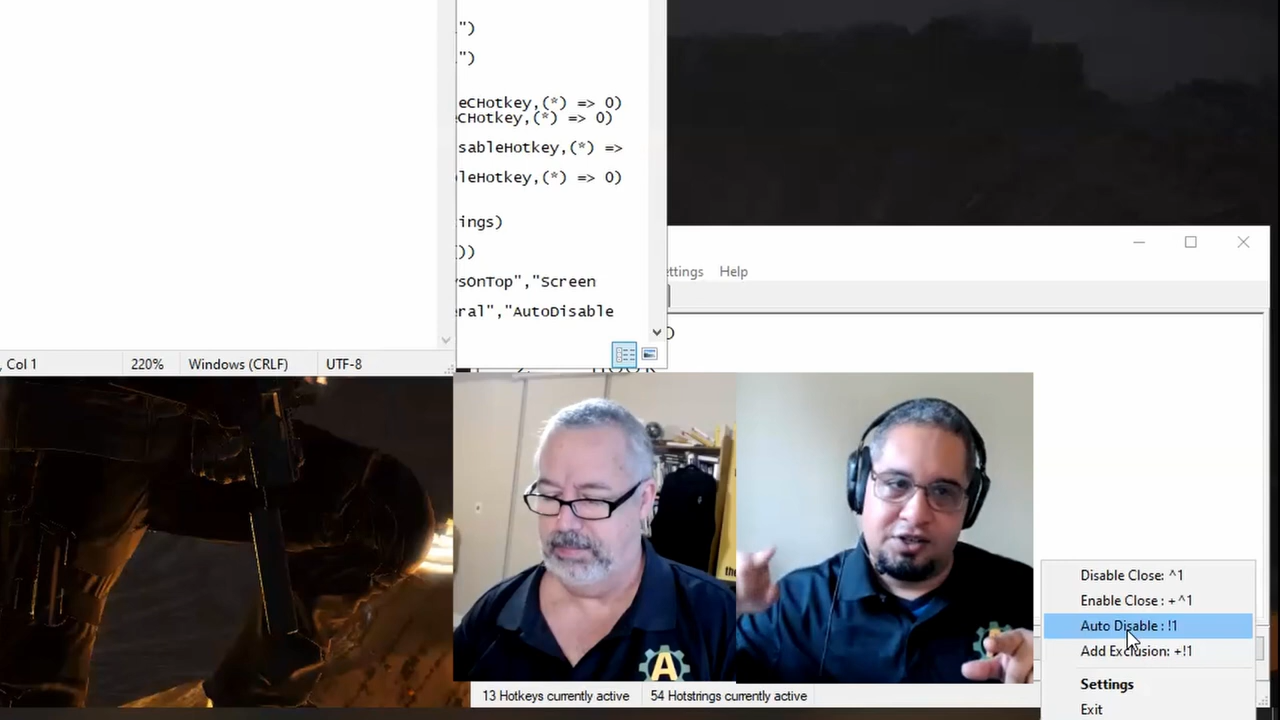 ")
")
eCHotkey,(*) => 0)
CHotkey,(*) => 0)
sableHotkey,(*) =>
leHotkey,(*) => 0)
ings)
))
sOnTop","Screen
eral","AutoDisable
ettings Help
, Col 1 220% Windows (CRLF) UTF-8
A
Disable Close: ^1
Enable Close : +^1
Auto Disable : !1
Add Exclusion: +!1
Settings
Exit
13 Hotkeys currently active 54 Hotstrings currently active